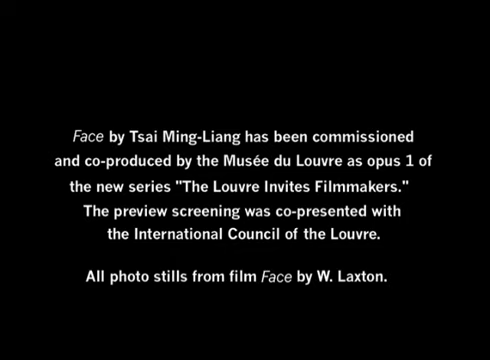 Face by Tsai Ming-Liang has been commissioned
and co-produced by the Musée du Louvre as opus 1 of
the new series "The Louvre Invites Filmmakers."
The preview screening was co-presented with
the International Council of the Louvre.
All photo stills from film Face by W. Laxton.